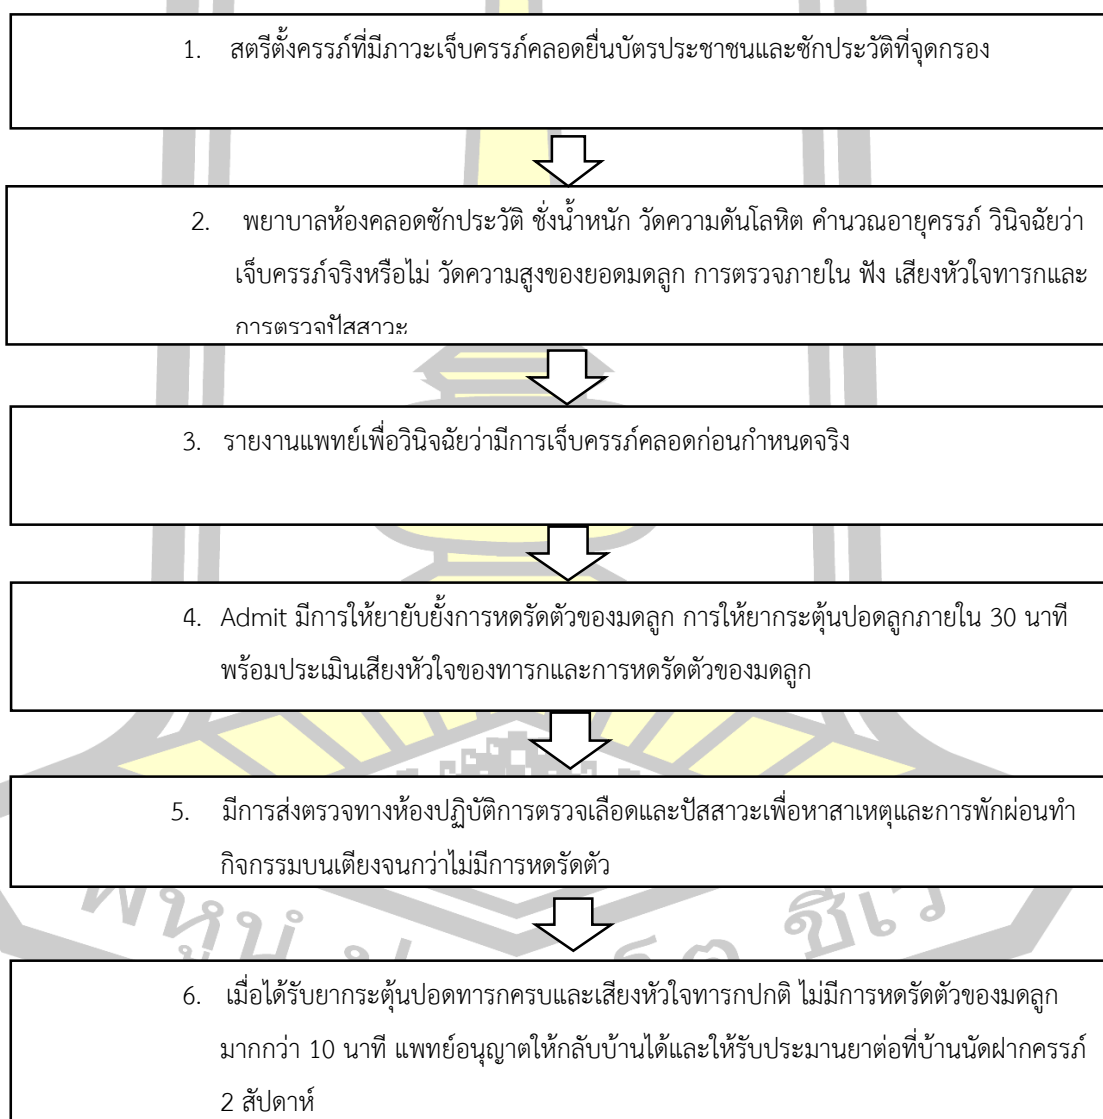 1. สตรีตั้งครรภ์ที่มีภาวะเจ็บครรภ์คลอดยื่นบัตรประชาชนและซักประวัติที่จุดกรอง
2. พยาบาลห้องคลอดซักประวัติ ชั่งน้ำหนัก วัดความดันโลหิต คำนวณอายุครรภ์ วินิจฉัยว่า
เจ็บครรภ์จริงหรือไม่ วัดความสูงของยอดมดลูก การตรวจภายใน ฟัง เสียงหัวใจทารกและ
การตรวจปัสสาวะ
3. รายงานแพทย์เพื่อวินิจฉัยว่ามีการเจ็บครรภ์คลอดก่อนกำหนดจริง
4. Admit มีการให้ยายับยั้งการหดรัดตัวของมดลูก การให้ยากระตุ้นปอดลูกภายใน 30 นาที
พร้อมประเมินเสียงหัวใจของทารกและการหดรัดตัวของมดลูก
5. มีการส่งตรวจทางห้องปฏิบัติการตรวจเลือดและปัสสาวะเพื่อหาสาเหตุและการพักผ่อนทำ
กิจกรรมบนเตียงจนกว่าไม่มีการหดรัดตัว
พหูนํ ชีเว
6. เมื่อได้รับยากระตุ้นปอดทารกครบและเสียงหัวใจทารกปกติ ไม่มีการหดรัดตัวของมดลูก
มากกว่า 10 นาที แพทย์อนุญาตให้กลับบ้านได้และให้รับประมานยาต่อที่บ้านนัดฝากครรภ์
2 สัปดาห์